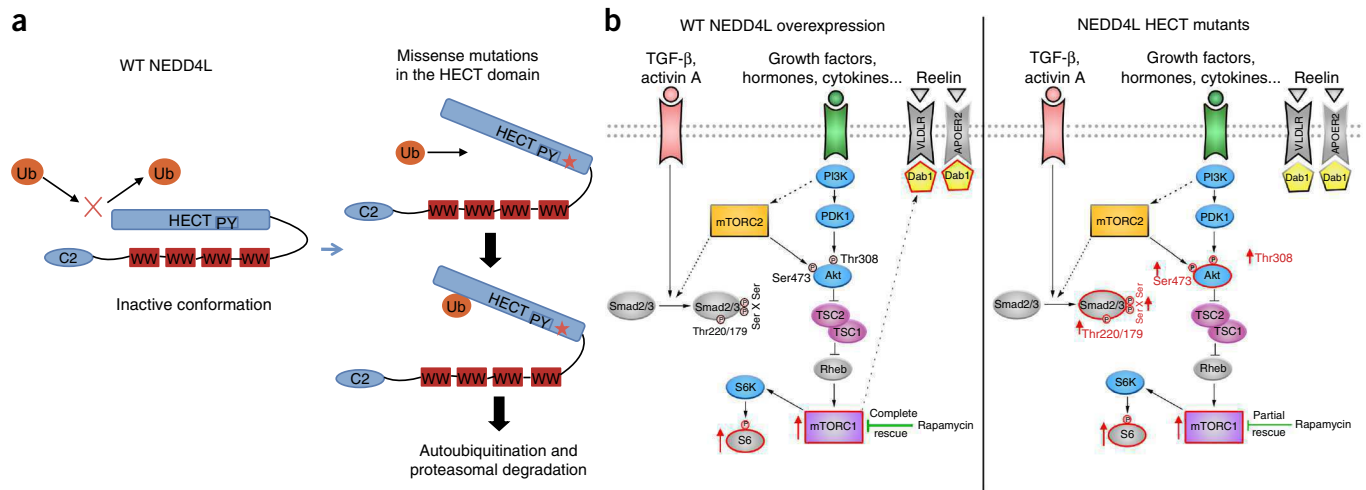 a
WT NEDD4L
Ub
Ub
HECT PY
C2
WW WW WW WW
Inactive conformation
Missense mutations
in the HECT domain
HECT PY
Ub
C2
WW WW WW WW
HECT PY
Ub
C2
WW WW WW WW
Autoubiquitination and
proteasomal degradation
b
WT NEDD4L overexpression
TGF-β,
activin A
Growth factors,
hormones, cytokines...
Reelin
VLDLR
APOER2
Dab1
Dab1
PI3K
mTORC2
PDK1
P
Thr308
P
Ser473
Akt
Smad2/3
Smad2/3
P
P
Ser X Ser
P
Thr220/179
TSC2
TSC1
Rheb
S6K
P
S6
mTORC1
Complete
rescue
Rapamycin
NEDD4L HECT mutants
TGF-β,
activin A
Growth factors,
hormones, cytokines...
Reelin
VLDLR
APOER2
Dab1
Dab1
PI3K
mTORC2
PDK1
P
Thr308
P
Ser473
Akt
Smad2/3
Smad2/3
P
P
Ser X Ser
P
Thr220/179
TSC2
TSC1
Rheb
S6K
P
S6
mTORC1
Partial
rescue
Rapamycin